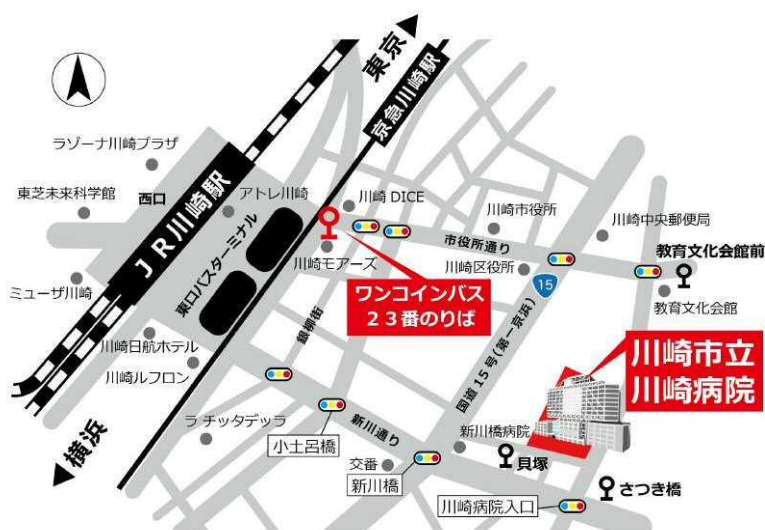 東京
京急川崎駅
ラゾーナ川崎プラザ
東芝未来科学館
西口
JR川崎駅
アトレ川崎
川崎 DICE
川崎市役所
川崎中央郵便局
市役所通り
教育文化会館前
東口バスターミナル
川崎モアーズ
川崎区役所
ミューザ川崎
ワンコインバス
23番のりば
15
教育文化会館
銀柳街
国道15号(第一京浜)
川崎日航ホテル
川崎ルフロン
川崎市立
川崎病院
ラ チッタデッラ
小土呂橋
新川通り
新川橋病院
横浜
交番
新川橋
貝塚
さつき橋
川崎病院入口